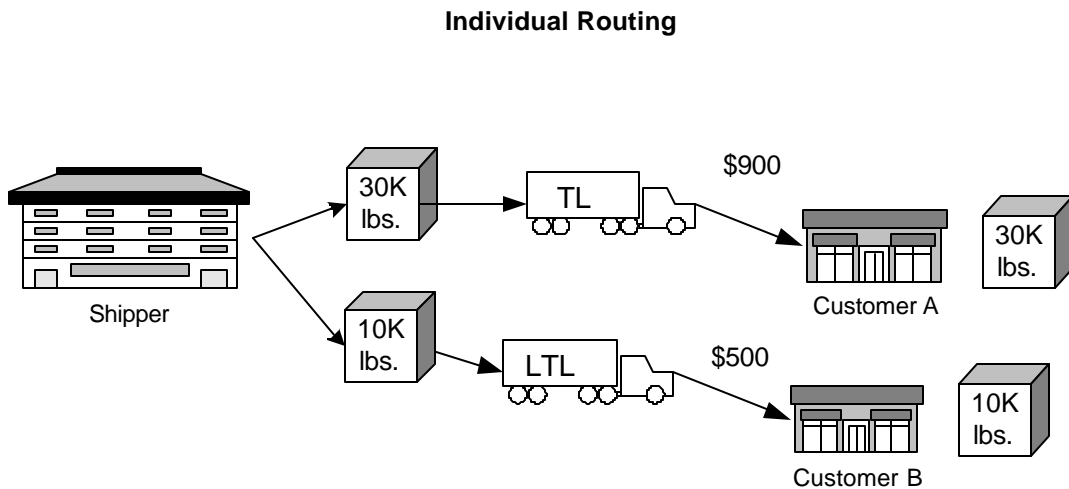 Individual Routing
$900
30K
lbs.
TL
30K
lbs.
Shipper
Customer A
10K
lbs.
LTL
$500
10K
lbs.
Customer B